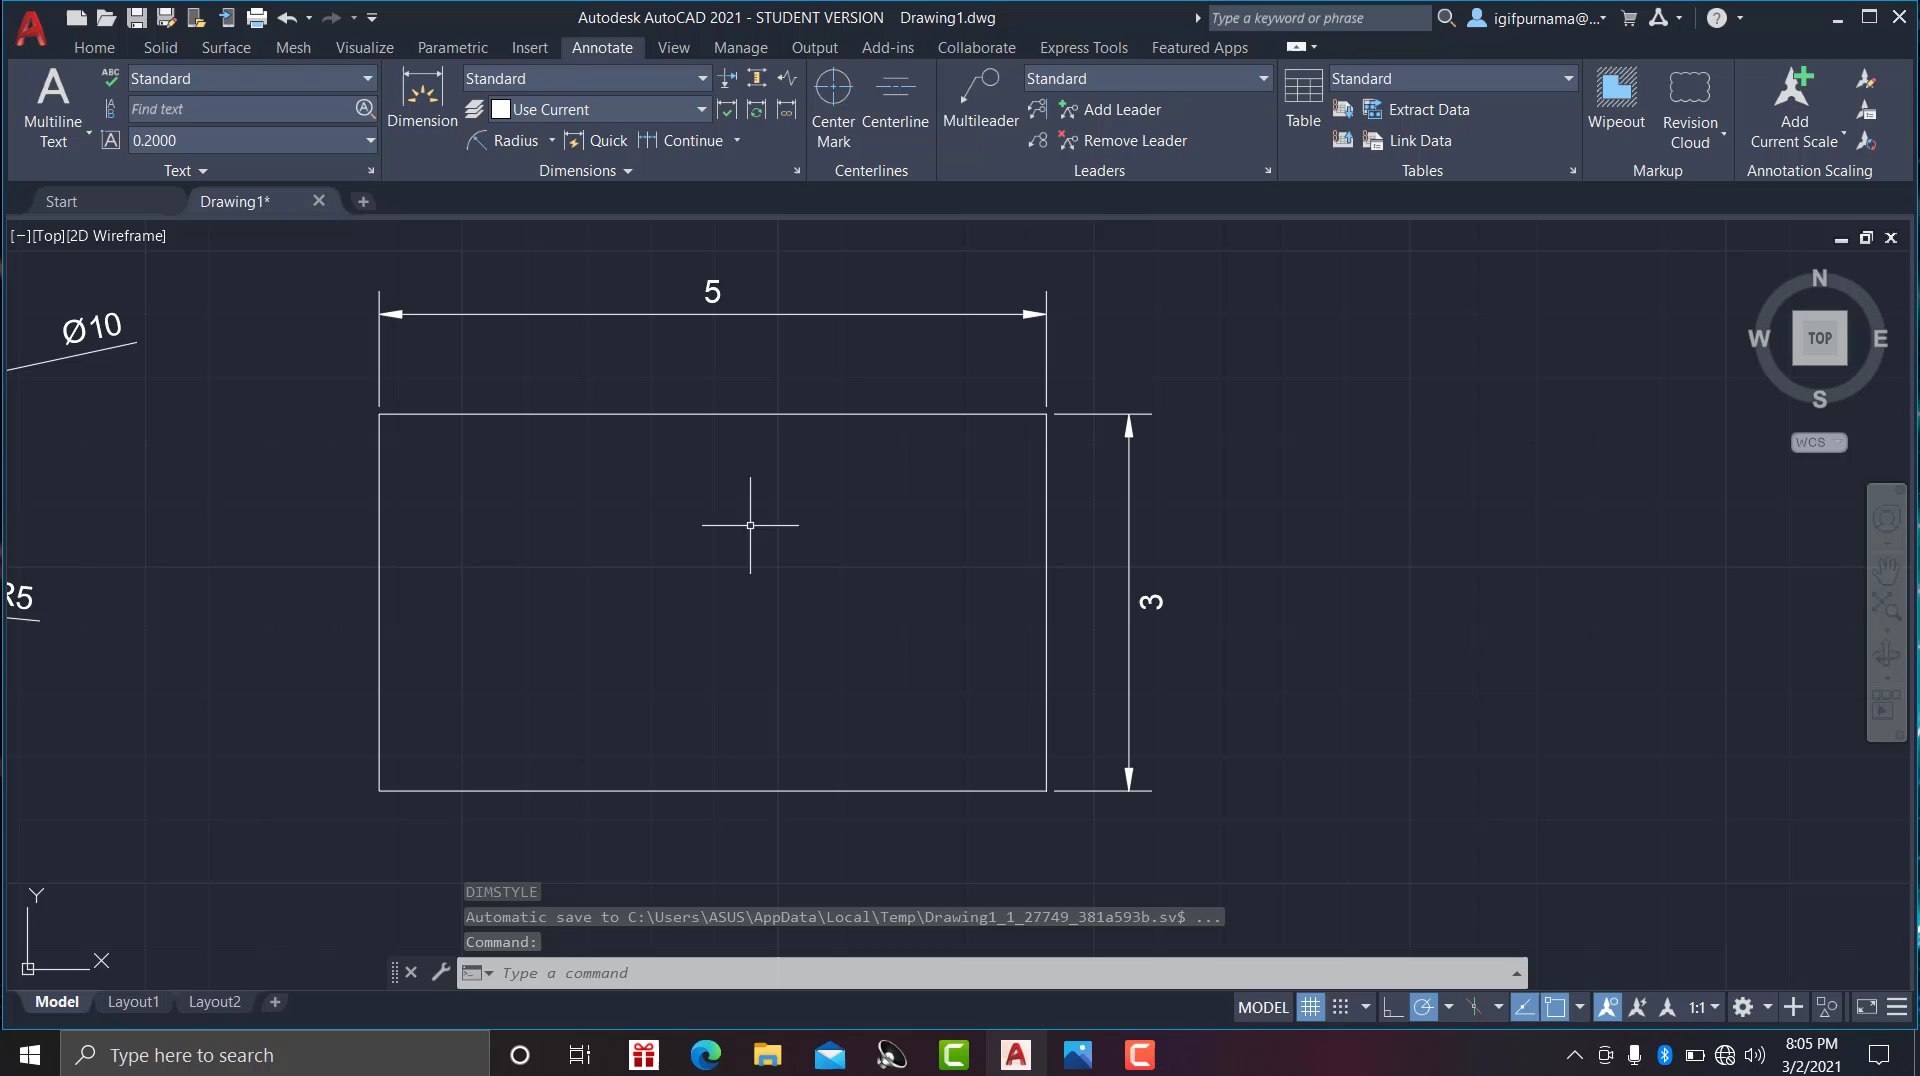 Autodesk AutoCAD 2021 - STUDENT VERSION Drawing1.dwg
Type a keyword or phrase
igifpurnama@...
Home Solid Surface Mesh Visualize Parametric Insert Annotate View Manage Output Add-ins Collaborate Express Tools Featured Apps
Multiline Text
ABC
Standard
Find text
0.2000
Text
Dimension
Standard
Use Current
Radius Quick Continue
Dimensions
Center Mark
Centerline
Centerlines
Multileader
Standard
Add Leader
Remove Leader
Leaders
Table
Standard
Extract Data
Link Data
Tables
Wipeout
Revision Cloud
Markup
Add Current Scale
Annotation Scaling
Start
Drawing1*
[−][Top][2D Wireframe]
Ø10
5
N
W TOP E
S
WCS
R5
3
Y
X
DIMSTYLE
Automatic save to C:\Users\ASUS\AppData\Local\Temp\Drawing1_1_27749_381a593b.sv$ ...
Command:
Type a command
Model Layout1 Layout2
MODEL
1:1
Type here to search
8:05 PM
3/2/2021